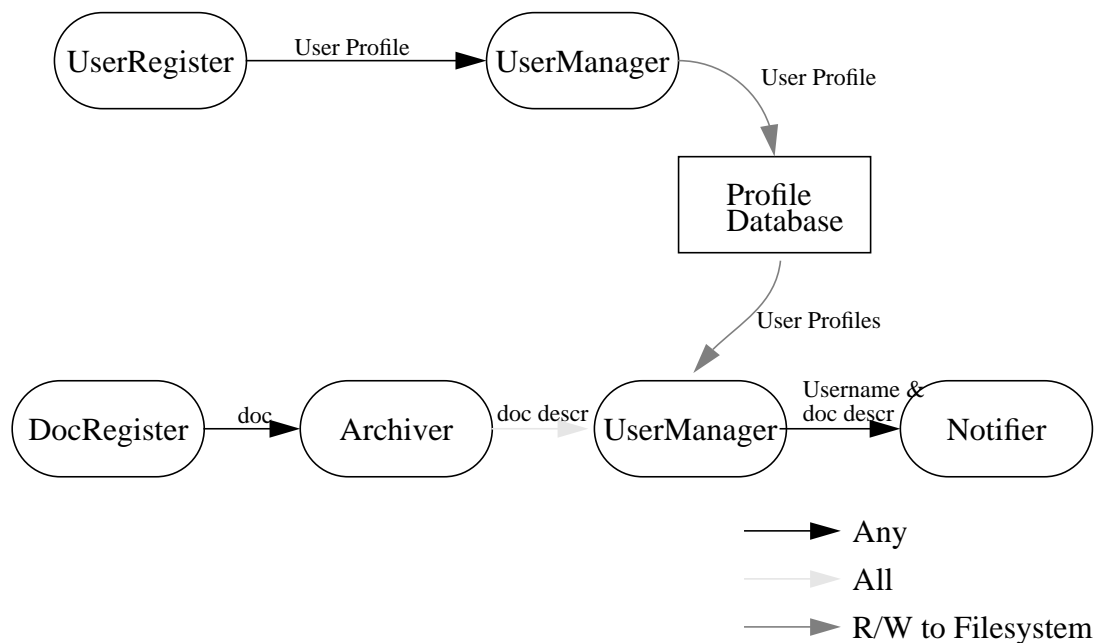 UserRegister
User Profile
UserManager
User Profile
Profile
Database
User Profiles
DocRegister
doc
Archiver
doc descr
UserManager
Username &
doc descr
Notifier
Any
All
R/W to Filesystem